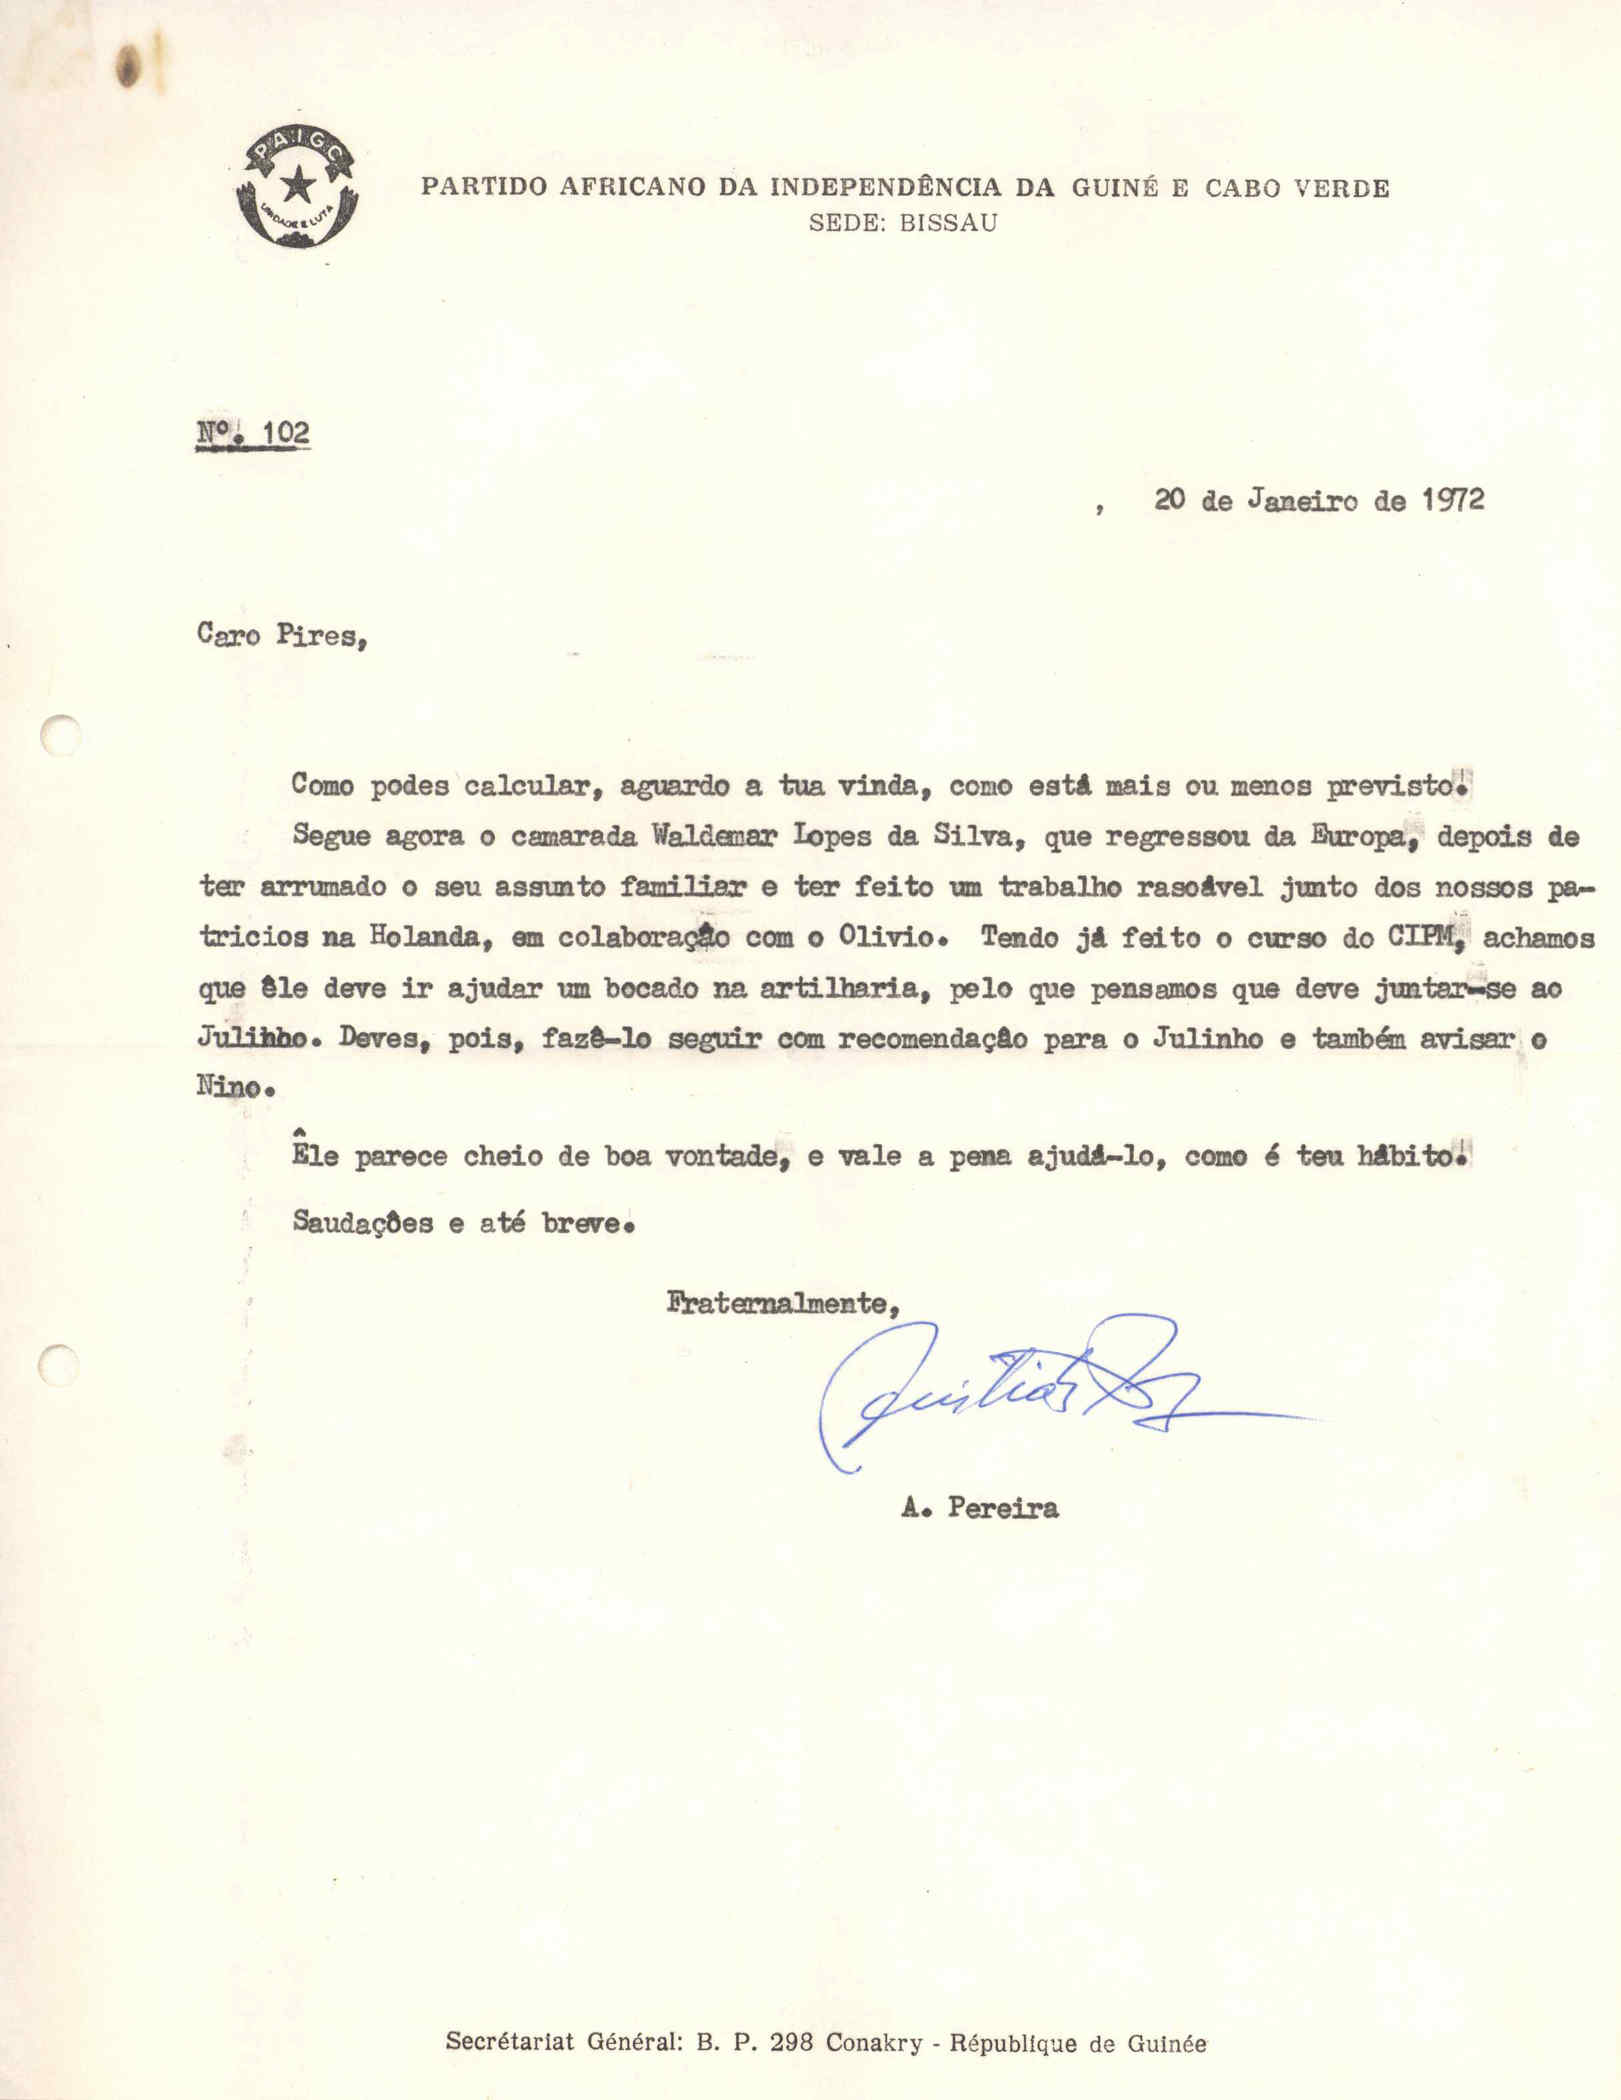 PAIGC
UNIDADE E LUTA
PARTIDO AFRICANO DA INDEPENDÊNCIA DA GUINÉ E CABO VERDE
SEDE: BISSAU
Nº. 102
, 20 de Janeiro de 1972
Caro Pires,
Como podes calcular, aguardo a tua vinda, como está mais ou menos previsto.
Segue agora o camarada Waldemar Lopes da Silva, que regressou da Europa, depois de
ter arrumado o seu assunto familiar e ter feito um trabalho rasoável junto dos nossos pa-
tricios na Holanda, em colaboração com o Olivio. Tendo já feito o curso do CIPM, achamos
que êle deve ir ajudar um bocado na artilharia, pelo que pensamos que deve juntar-se ao
Julinho. Deves, pois, fazê-lo seguir com recomendação para o Julinho e também avisar o
Nino.
Êle parece cheio de boa vontade, e vale a pena ajudá-lo, como é teu hábito.
Saudações e até breve.
Fraternalmente,
A. Pereira
Secrétariat Général: B. P. 298 Conakry - République de Guinée